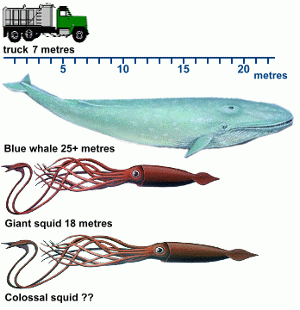 truck 7 metres
5 10 15 20
metres
Blue whale 25+ metres
Giant squid 18 metres
Colossal squid ??